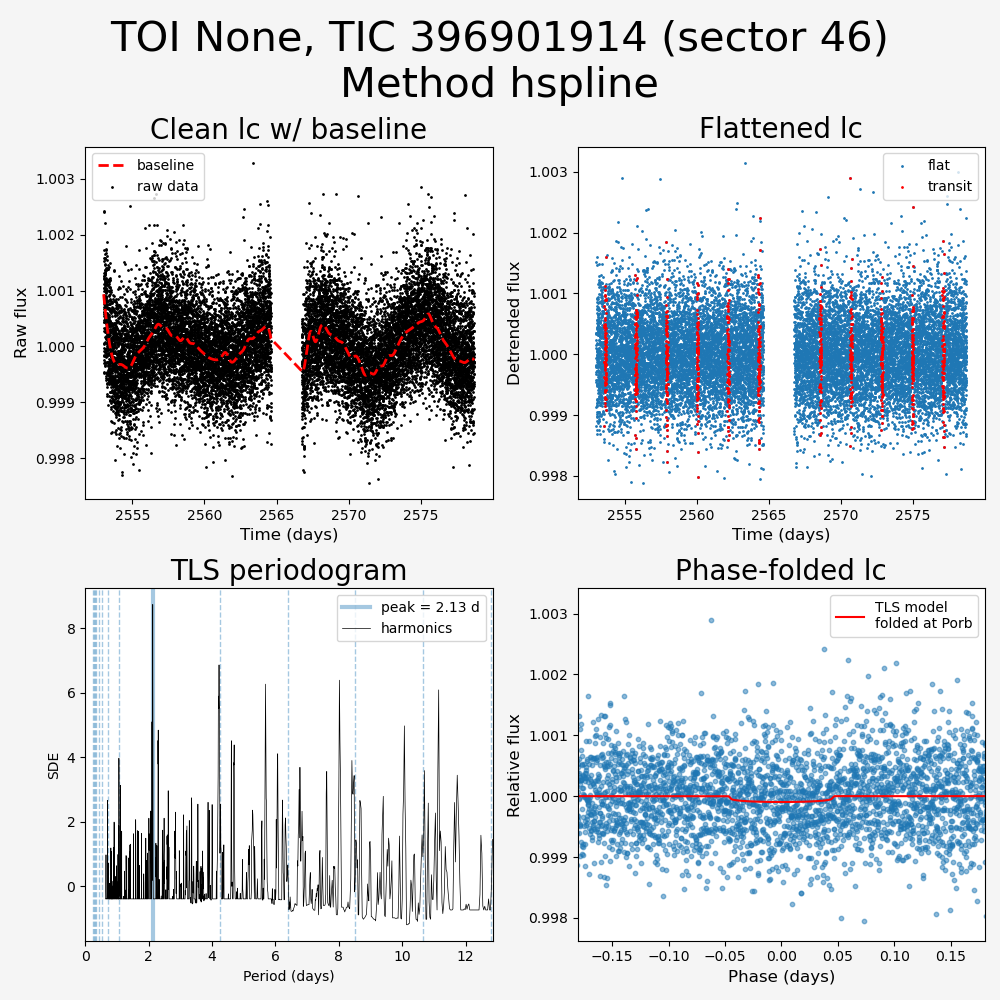 TOI None, TIC 396901914 (sector 46)
Method hspline
Clean lc w/ baseline
baseline
raw data
1.003
1.002
1.001
1.000
0.999
0.998
Raw flux
2555
2560
2565
2570
2575
Time (days)
Flattened lc
flat
transit
1.003
1.002
1.001
1.000
0.999
0.998
Detrended flux
2555
2560
2565
2570
2575
Time (days)
TLS periodogram
peak = 2.13 d
harmonics
8
6
4
2
0
SDE
0
2
4
6
8
10
12
Period (days)
Phase-folded lc
TLS model
folded at Porb
1.003
1.002
1.001
1.000
0.999
0.998
Relative flux
−0.15
−0.10
−0.05
0.00
0.05
0.10
0.15
Phase (days)